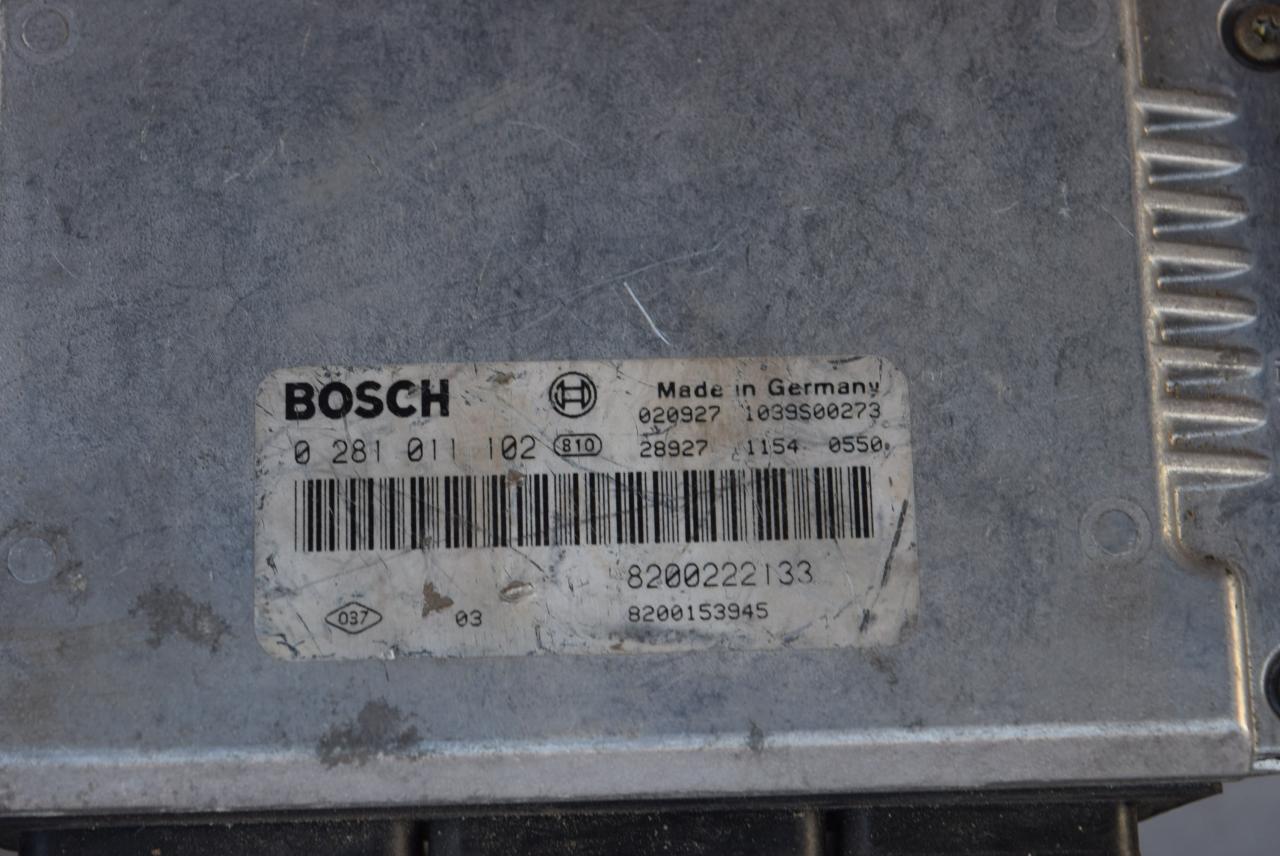 BOSCH Made in Germany
020927 1039S00273
0 281 011 102 810 28927 1154 0550
8200222133
037 03 8200153945